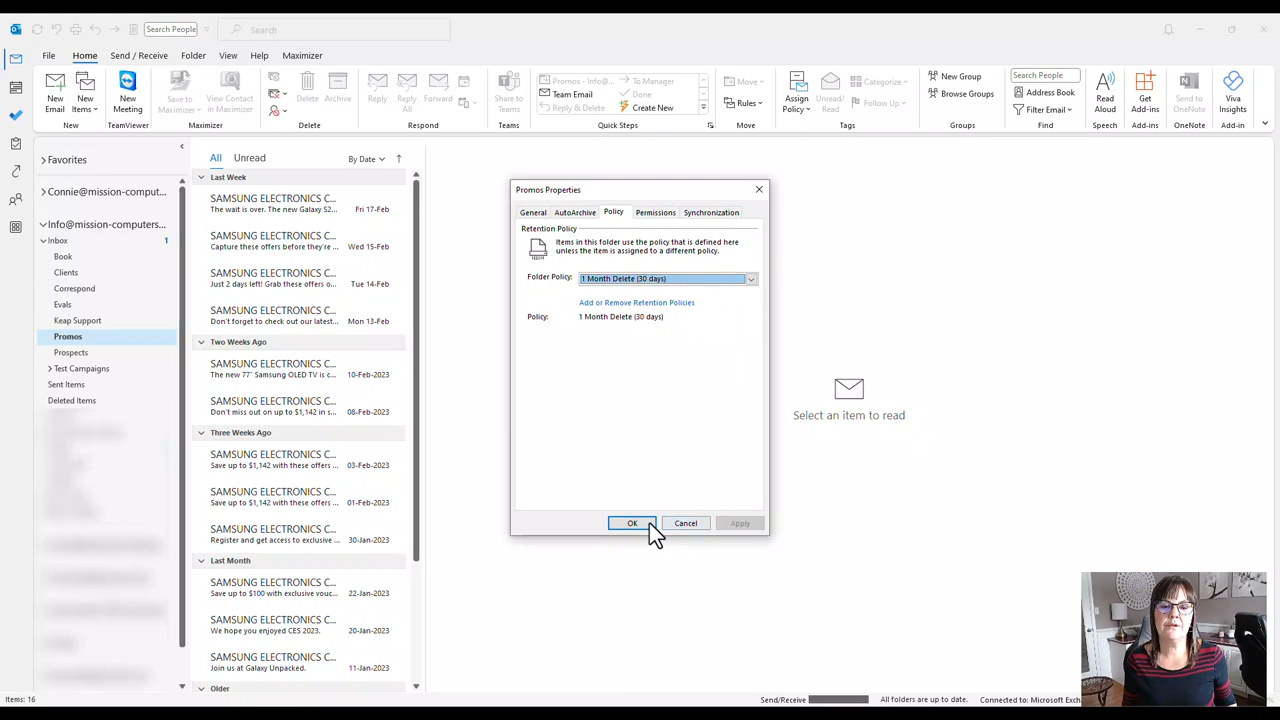 Search People
Search
File Home Send / Receive Folder View Help Maximizer
New Email
New Items
New Meeting
Save to Maximizer
View Contact in Maximizer
Delete
Archive
Reply
Reply All
Forward
Share to Teams
Promos - Info@...
To Manager
Team Email
Done
Reply & Delete
Create New
Move
Rules
Assign Policy
Unread/ Read
Categorize
Follow Up
New Group
Browse Groups
Search People
Address Book
Filter Email
Read Aloud
Get Add-ins
Send to OneNote
Viva Insights
New TeamViewer Maximizer Delete Respond Teams Quick Steps Move Tags Groups Find Speech Add-ins OneNote Add-in
Favorites
Connie@mission-comput...
Info@mission-computers...
Inbox 1
Book
Clients
Correspond
Evals
Keap Support
Promos
Prospects
Test Campaigns
Sent Items
Deleted Items
All Unread By Date
Last Week
SAMSUNG ELECTRONICS C...
The wait is over. The new Galaxy S2... Fri 17-Feb
SAMSUNG ELECTRONICS C...
Capture these offers before they're ... Wed 15-Feb
SAMSUNG ELECTRONICS C...
Just 2 days left! Grab these offers o... Tue 14-Feb
SAMSUNG ELECTRONICS C...
Don't forget to check out our latest... Mon 13-Feb
Two Weeks Ago
SAMSUNG ELECTRONICS C...
The new 77" Samsung OLED TV is c... 10-Feb-2023
SAMSUNG ELECTRONICS C...
Don't miss out on up to $1,142 in s... 08-Feb-2023
Three Weeks Ago
SAMSUNG ELECTRONICS C...
Save up to $1,142 with these offers ... 03-Feb-2023
SAMSUNG ELECTRONICS C...
Save up to $1,142 with these offers ... 01-Feb-2023
SAMSUNG ELECTRONICS C...
Register and get access to exclusive ... 30-Jan-2023
Last Month
SAMSUNG ELECTRONICS C...
Save up to $100 with exclusive vouc... 22-Jan-2023
SAMSUNG ELECTRONICS C...
We hope you enjoyed CES 2023. 20-Jan-2023
SAMSUNG ELECTRONICS C...
Join us at Galaxy Unpacked. 11-Jan-2023
Older
Promos Properties
General AutoArchive Policy Permissions Synchronization
Retention Policy
Items in this folder use the policy that is defined here
unless the item is assigned to a different policy.
Folder Policy: 1 Month Delete (30 days)
Add or Remove Retention Policies
Policy: 1 Month Delete (30 days)
OK Cancel Apply
Select an item to read
Items: 16
Send/Receive
All folders are up to date.
Connected to: Microsoft Exc